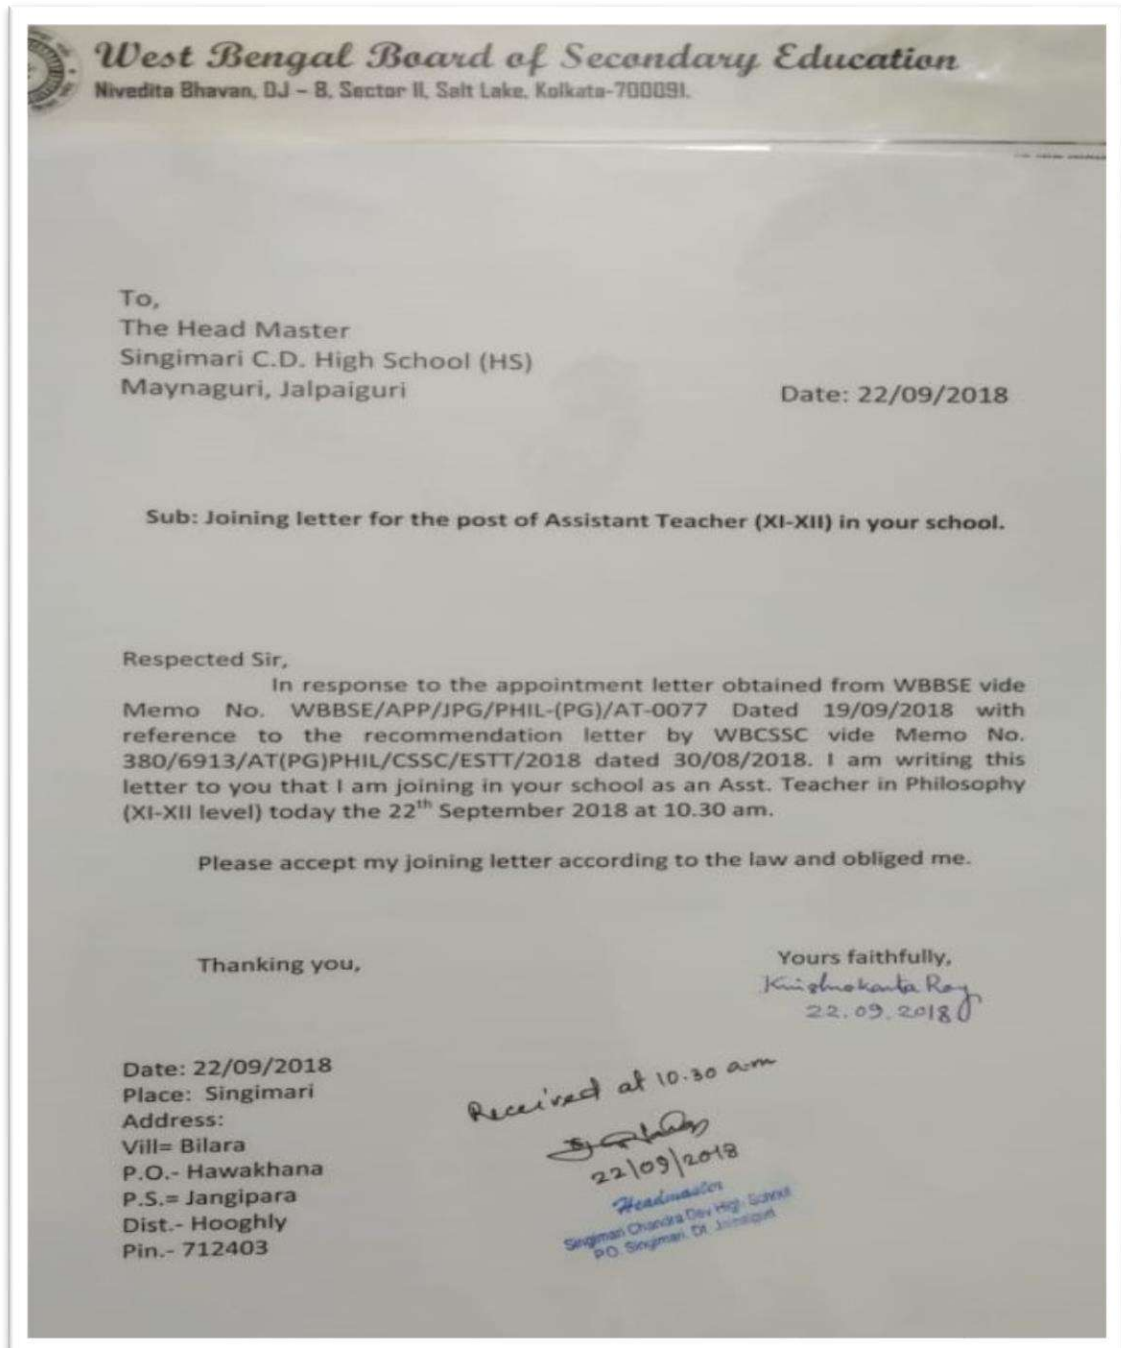 West Bengal Board of Secondary Education
Nivedita Bhavan, DJ – 8, Sector II, Salt Lake, Kolkata-700091.
To,
The Head Master
Singimari C.D. High School (HS)
Maynaguri, Jalpaiguri
Date: 22/09/2018
Sub: Joining letter for the post of Assistant Teacher (XI-XII) in your school.
Respected Sir,
In response to the appointment letter obtained from WBBSE vide
Memo No. WBBSE/APP/JPG/PHIL-(PG)/AT-0077 Dated 19/09/2018 with
reference to the recommendation letter by WBCSSC vide Memo No.
380/6913/AT(PG)PHIL/CSSC/ESTT/2018 dated 30/08/2018. I am writing this
letter to you that I am joining in your school as an Asst. Teacher in Philosophy
(XI-XII level) today the 22th September 2018 at 10.30 am.
Please accept my joining letter according to the law and obliged me.
Thanking you,
Yours faithfully,
Krishnokanta Roy
22.09.2018
Date: 22/09/2018
Place: Singimari
Address:
Vill= Bilara
P.O.- Hawakhana
P.S.= Jangipara
Dist.- Hooghly
Pin.- 712403
Received at 10.30 a.m
22/09/2018
Headmaster
Singimari Chandra Dev High School
P.O. Singimari, Dt. Jalpaiguri